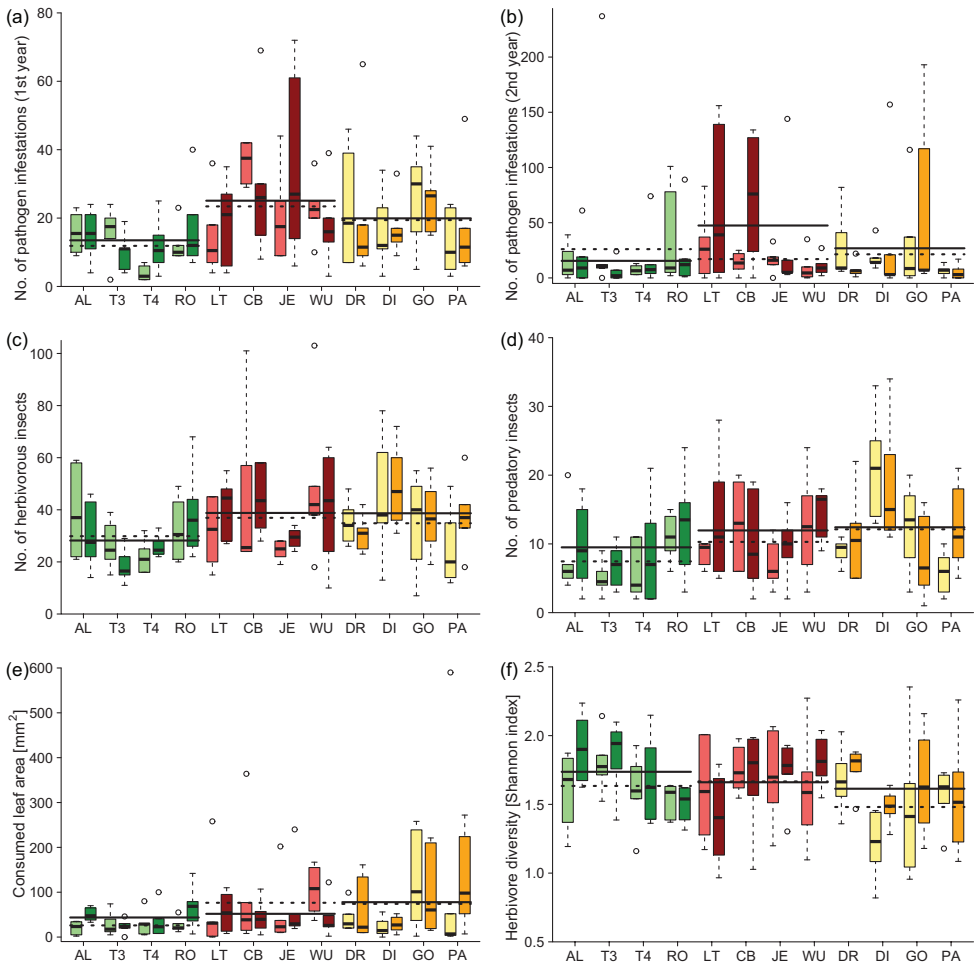 (a)
No. of pathogen infestations (1st year)
80
60
40
20
0
AL T3 T4 RO LT CB JE WU DR DI GO PA
(b)
No. of pathogen infestations (2nd year)
200
150
100
50
0
AL T3 T4 RO LT CB JE WU DR DI GO PA
(c)
No. of herbivorous insects
100
80
60
40
20
0
AL T3 T4 RO LT CB JE WU DR DI GO PA
(d)
No. of predatory insects
40
30
20
10
0
AL T3 T4 RO LT CB JE WU DR DI GO PA
(e)
Consumed leaf area [mm²]
600
500
400
300
200
100
0
AL T3 T4 RO LT CB JE WU DR DI GO PA
(f)
Herbivore diversity [Shannon index]
2.5
2.0
1.5
1.0
0.5
AL T3 T4 RO LT CB JE WU DR DI GO PA